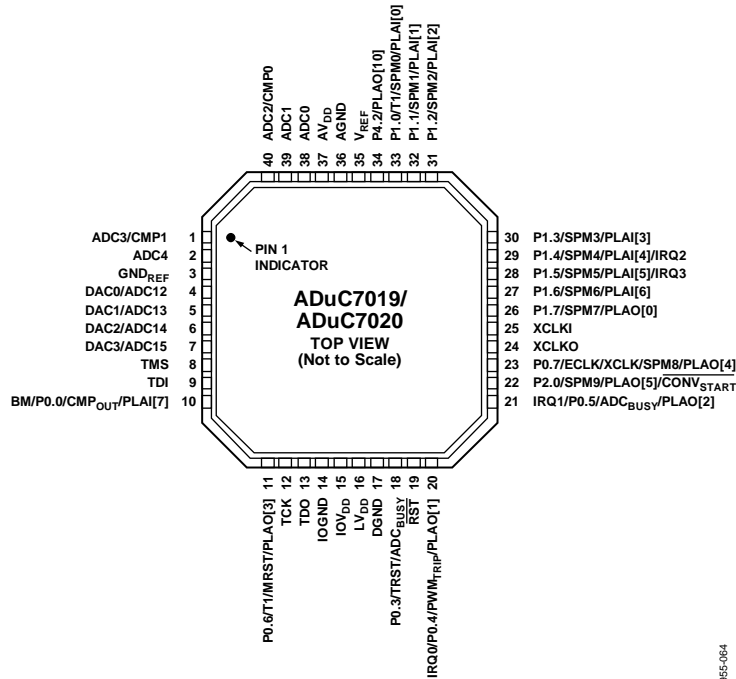 40 ADC2/CMP0
39 ADC1
38 ADC0
37 AVDD
36 AGND
35 VREF
34 P4.2/PLAO[10]
33 P1.0/T1/SPM0/PLAI[0]
32 P1.1/SPM1/PLAI[1]
31 P1.2/SPM2/PLAI[2]
ADC3/CMP1 1
ADC4 2
GNDREF 3
DAC0/ADC12 4
DAC1/ADC13 5
DAC2/ADC14 6
DAC3/ADC15 7
TMS 8
TDI 9
BM/P0.0/CMPOUT/PLAI[7] 10
PIN 1
INDICATOR
ADuC7019/
ADuC7020
TOP VIEW
(Not to Scale)
30 P1.3/SPM3/PLAI[3]
29 P1.4/SPM4/PLAI[4]/IRQ2
28 P1.5/SPM5/PLAI[5]/IRQ3
27 P1.6/SPM6/PLAI[6]
26 P1.7/SPM7/PLAO[0]
25 XCLKI
24 XCLKO
23 P0.7/ECLK/XCLK/SPM8/PLAO[4]
22 P2.0/SPM9/PLAO[5]/CONVSTART
21 IRQ1/P0.5/ADCBUSY/PLAO[2]
P0.6/T1/MRST/PLAO[3] 11
TCK 12
TDO 13
IOGND 14
IOVDD 15
LVDD 16
DGND 17
P0.3/TRST/ADCBUSY 18
RST 19
IRQ0/P0.4/PWMTRIP/PLAO[1] 20